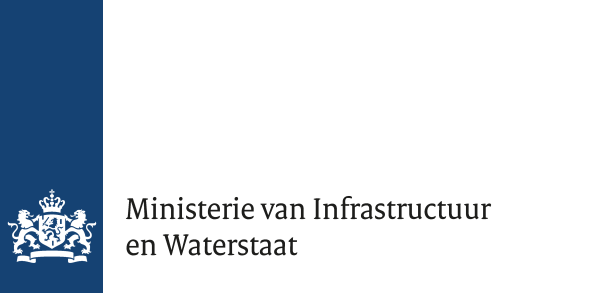 Ministerie van Infrastructuur
en Waterstaat